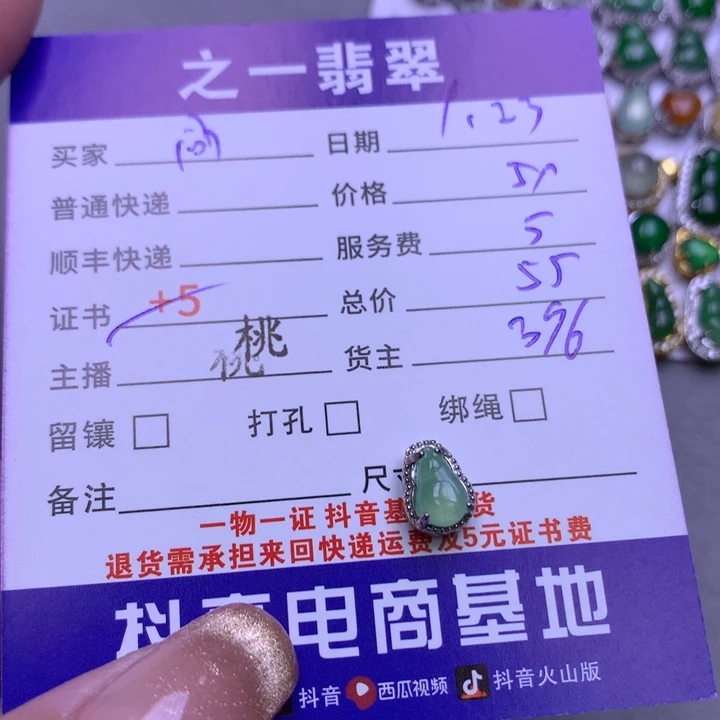 之一翡翠
买家 日期 1.23
普通快递 价格 50
顺丰快递 服务费 5
证书 +5 总价 55
主播 桃 桃 货主 396
留镶 打孔 绑绳
备注 尺寸
一物一证 抖音基 货
退货需承担来回快递运费及5元证书费
抖音电商基地
抖音 西瓜视频 抖音火山版